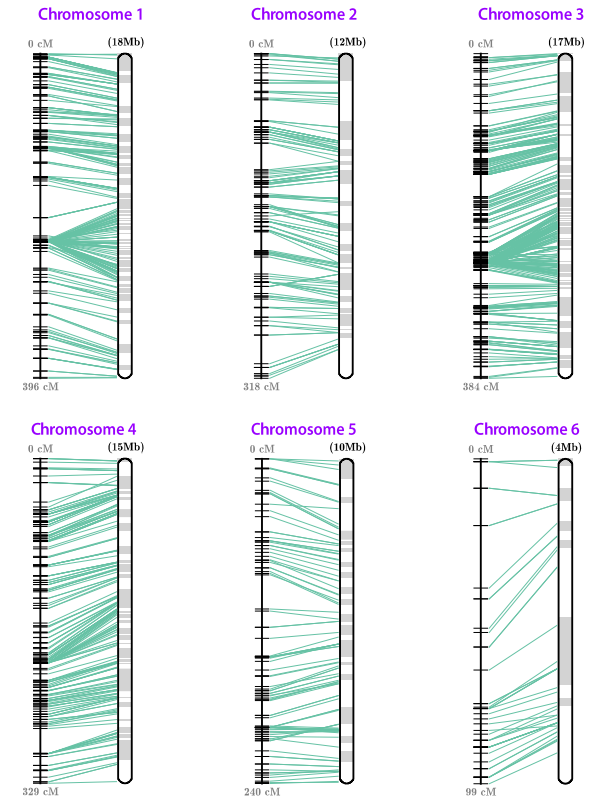 Chromosome 1
0 cM
(18Mb)
396 cM
Chromosome 2
0 cM
(12Mb)
318 cM
Chromosome 3
0 cM
(17Mb)
384 cM
Chromosome 4
0 cM
(15Mb)
329 cM
Chromosome 5
0 cM
(10Mb)
240 cM
Chromosome 6
0 cM
(4Mb)
99 cM